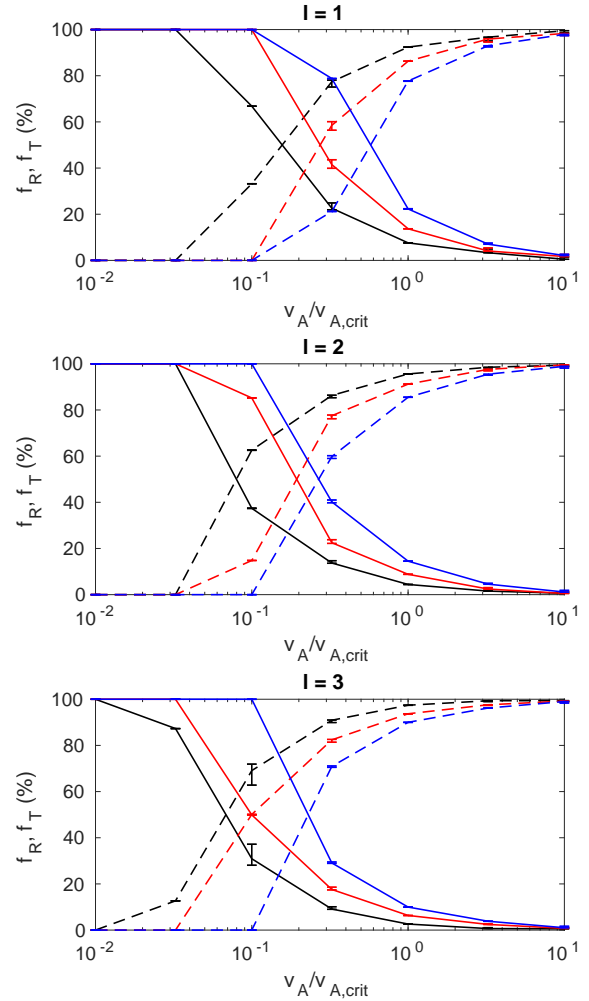 l = 1
100
80
60
40
20
0
f_R, f_T (%)
10^-2 10^-1 10^0 10^1
v_A/v_A,crit
l = 2
100
80
60
40
20
0
f_R, f_T (%)
10^-2 10^-1 10^0 10^1
v_A/v_A,crit
l = 3
100
80
60
40
20
0
f_R, f_T (%)
10^-2 10^-1 10^0 10^1
v_A/v_A,crit